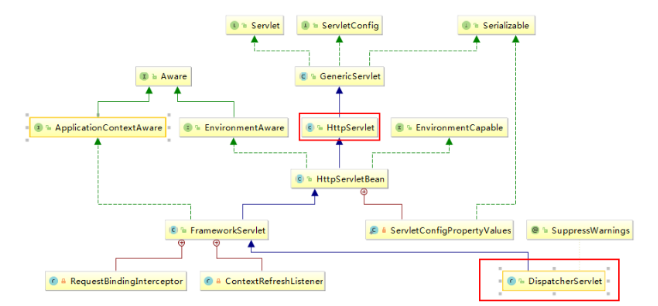 Servlet ServletConfig Serializable
Aware GenericServlet
ApplicationContextAware EnvironmentAware HttpServlet EnvironmentCapable
HttpServletBean
FrameworkServlet ServletConfigPropertyValues SuppressWarnings
RequestBindingInterceptor ContextRefreshListener DispatcherServlet